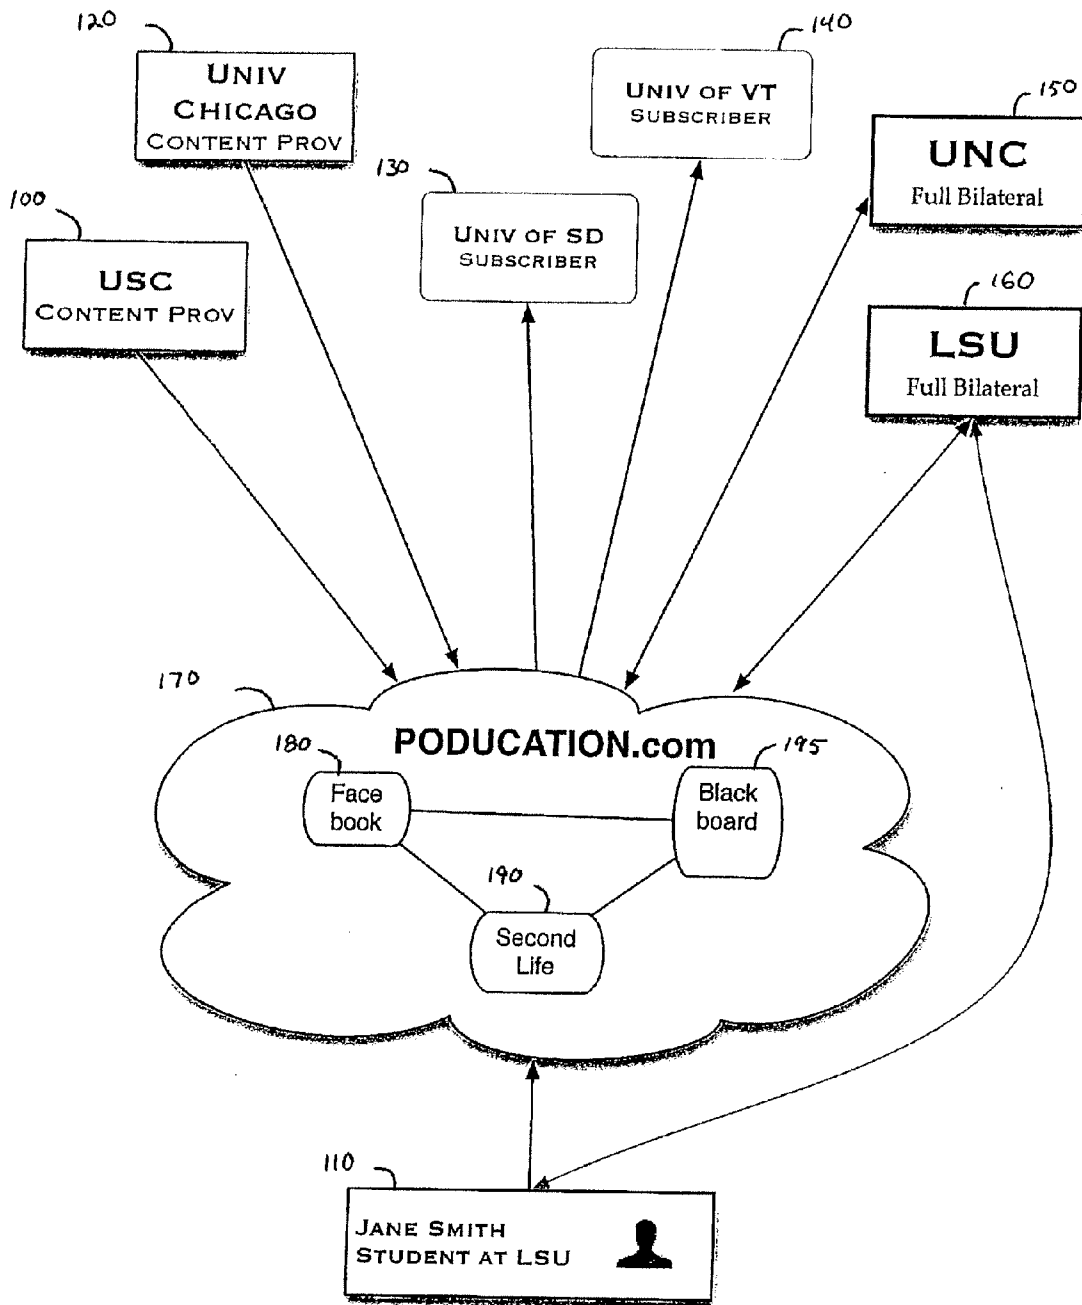 120
UNIV
CHICAGO
CONTENT PROV
140
UNIV OF VT
SUBSCRIBER
150
UNC
Full Bilateral
130
UNIV OF SD
SUBSCRIBER
100
USC
CONTENT PROV
160
LSU
Full Bilateral
170
PODUCATION.com
180
Face
book
195
Black
board
190
Second
Life
110
JANE SMITH
STUDENT AT LSU